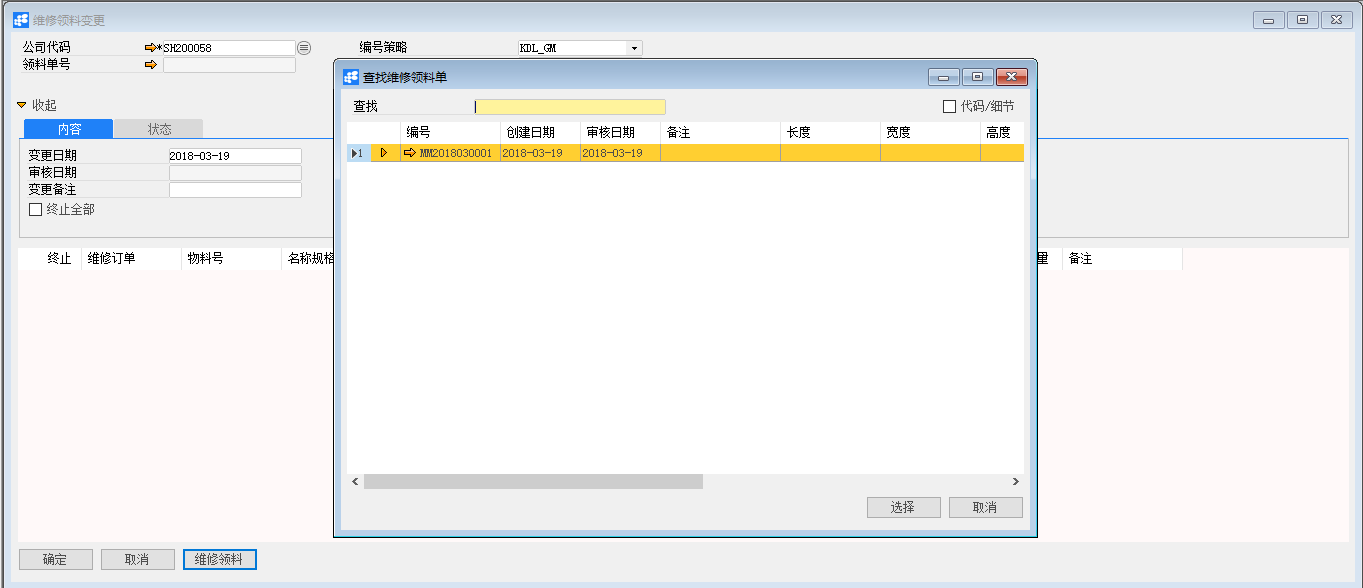 维修领料变更
公司代码 *SH200058 编号策略 KDL_GM
领料单号
收起
内容 状态
变更日期 2018-03-19
审核日期
变更备注
终止全部
终止 维修订单 物料号 名称规格 量 备注
确定 取消 维修领料
查找维修领料单
查找 代码/细节
编号 创建日期 审核日期 备注 长度 宽度 高度
1 MM2018030001 2018-03-19 2018-03-19
选择 取消